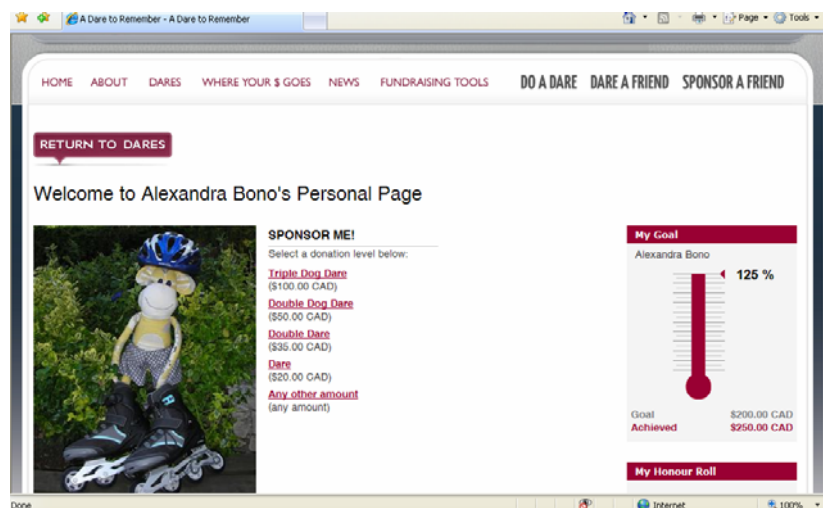 A Dare to Remember - A Dare to Remember
Page
Tools
HOME ABOUT DARES WHERE YOUR $ GOES NEWS FUNDRAISING TOOLS DO A DARE DARE A FRIEND SPONSOR A FRIEND
RETURN TO DARES
Welcome to Alexandra Bono's Personal Page
SPONSOR ME!
Select a donation level below:
Triple Dog Dare
($100.00 CAD)
Double Dog Dare
($50.00 CAD)
Double Dare
($35.00 CAD)
Dare
($20.00 CAD)
Any other amount
(any amount)
My Goal
Alexandra Bono
125 %
Goal $200.00 CAD
Achieved $250.00 CAD
My Honour Roll
Done Internet 100%